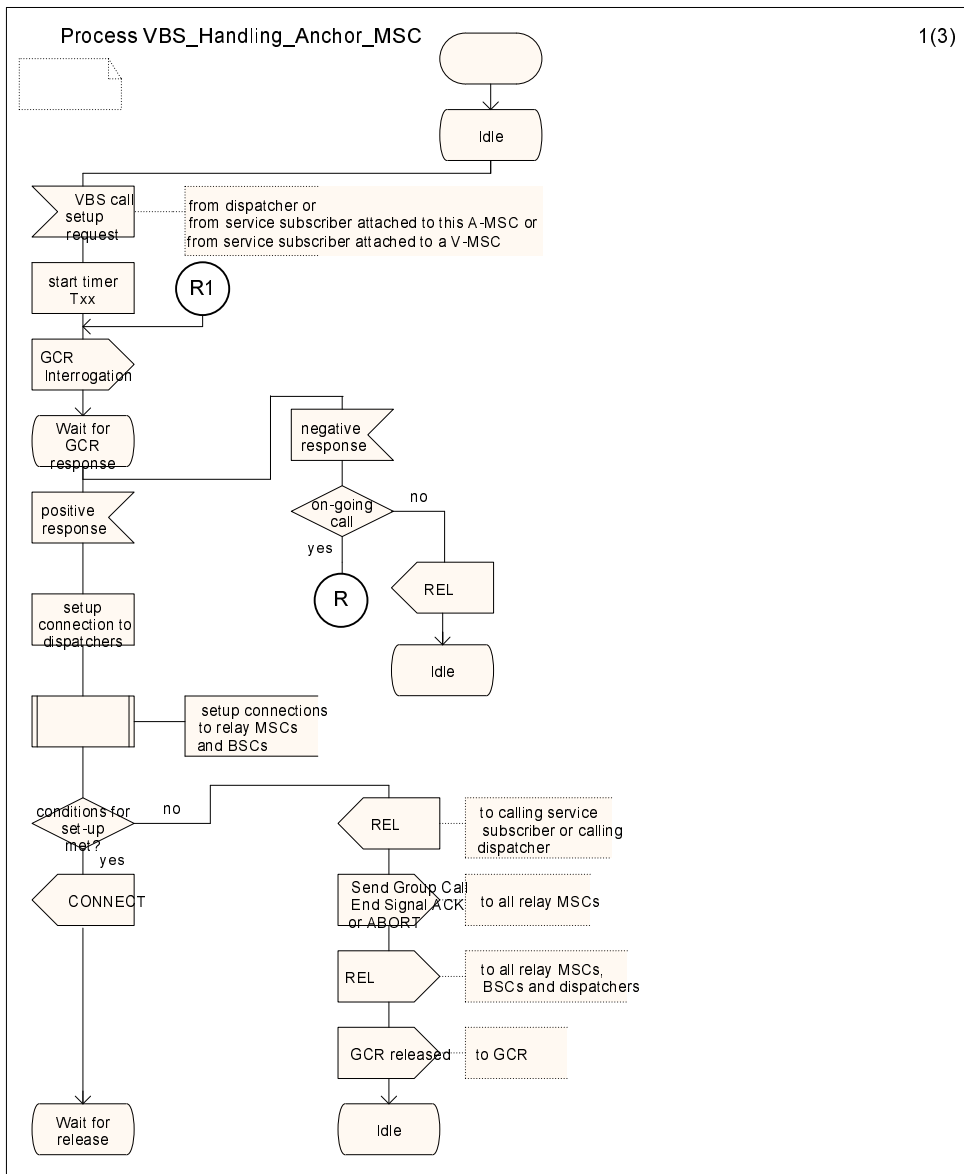 Process VBS_Handling_Anchor_MSC
1(3)
Idle
VBS call
setup
request
from dispatcher or
from service subscriber attached to this A-MSC or
from service subscriber attached to a V-MSC
start timer
Txx
R1
GCR
Interrogation
Wait for
GCR
response
negative
response
positive
response
on-going
call
no
yes
R
REL
Idle
setup
connection to
dispatchers
setup connections
to relay MSCs
and BSCs
conditions for
set-up
met?
no
yes
REL
to calling service
subscriber or calling
dispatcher
CONNECT
Send Group Call
End Signal ACK
or ABORT
to all relay MSCs
REL
to all relay MSCs,
BSCs and dispatchers
GCR released
to GCR
Wait for
release
Idle